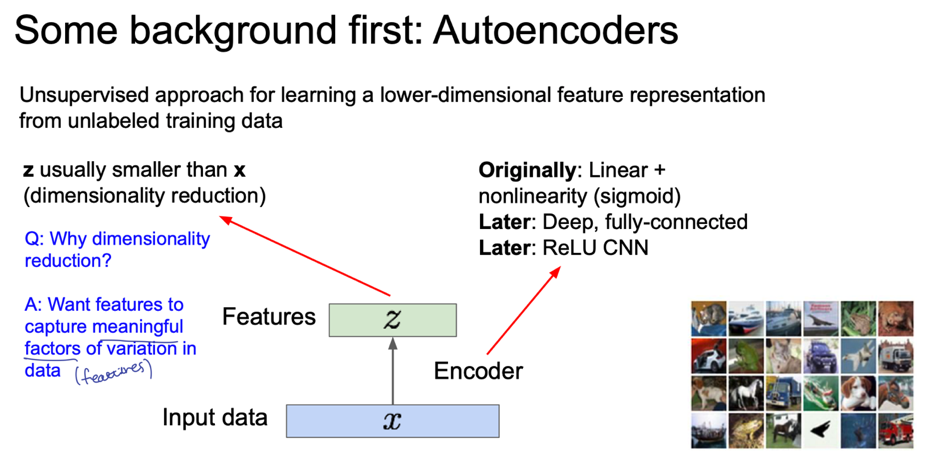 Some background first: Autoencoders
Unsupervised approach for learning a lower-dimensional feature representation
from unlabeled training data
z usually smaller than x
(dimensionality reduction)
Originally: Linear +
nonlinearity (sigmoid)
Later: Deep, fully-connected
Later: ReLU CNN
Q: Why dimensionality
reduction?
A: Want features to
capture meaningful
factors of variation in
data (features)
Features
z
Encoder
Input data
x